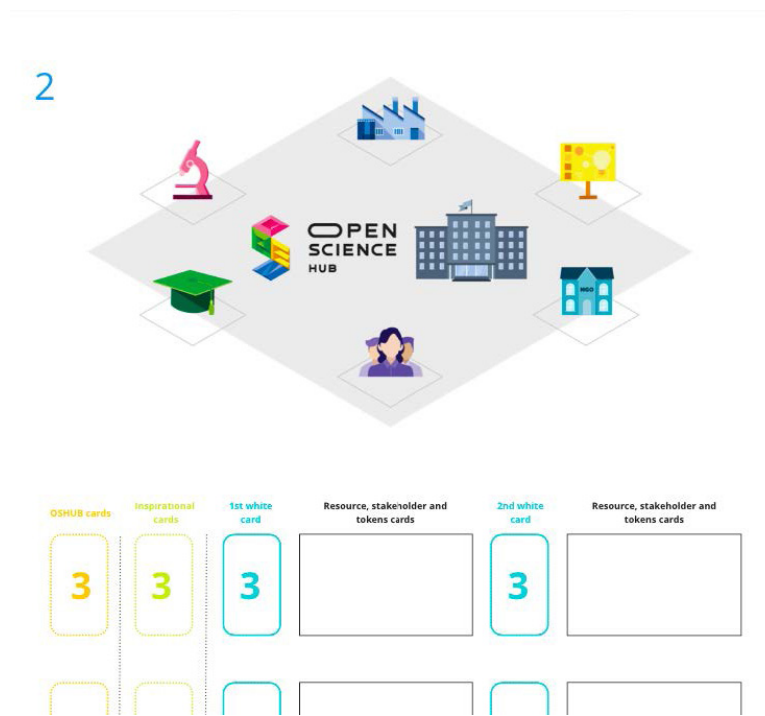 2
OPEN
SCIENCE
HUB
NGO
OSHUB cards
Inspirational
cards
1st white
card
Resource, stakeholder and
tokens cards
2nd white
card
Resource, stakeholder and
tokens cards
3
3
3
3